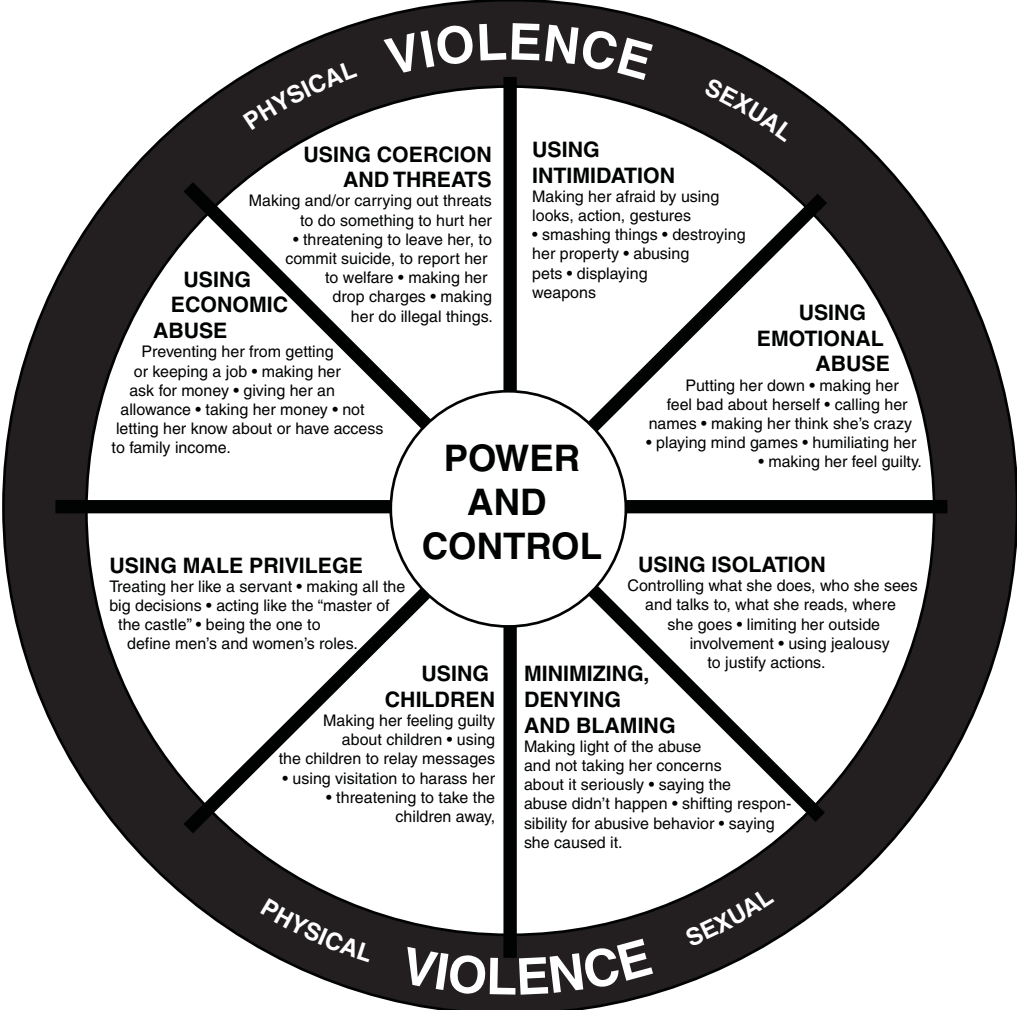 VIOLENCE
PHYSICAL
SEXUAL
USING COERCION
AND THREATS
Making and/or carrying out threats
to do something to hurt her
• threatening to leave her, to
commit suicide, to report her
to welfare • making her
drop charges • making
her do illegal things.
USING
INTIMIDATION
Making her afraid by using
looks, action, gestures
• smashing things • destroying
her property • abusing
pets • displaying
weapons
USING
ECONOMIC
ABUSE
Preventing her from getting
or keeping a job • making her
ask for money • giving her an
allowance • taking her money • not
letting her know about or have access
to family income.
USING
EMOTIONAL
ABUSE
Putting her down • making her
feel bad about herself • calling her
names • making her think she's crazy
• playing mind games • humiliating her
• making her feel guilty.
POWER
AND
CONTROL
USING MALE PRIVILEGE
Treating her like a servant • making all the
big decisions • acting like the “master of
the castle” • being the one to
define men's and women's roles.
USING ISOLATION
Controlling what she does, who she sees
and talks to, what she reads, where
she goes • limiting her outside
involvement • using jealousy
to justify actions.
USING
CHILDREN
Making her feeling guilty
about children • using
the children to relay messages
• using visitation to harass her
• threatening to take the
children away,
MINIMIZING,
DENYING
AND BLAMING
Making light of the abuse
and not taking her concerns
about it seriously • saying the
abuse didn't happen • shifting respon-
sibility for abusive behavior • saying
she caused it.
PHYSICAL
SEXUAL
VIOLENCE